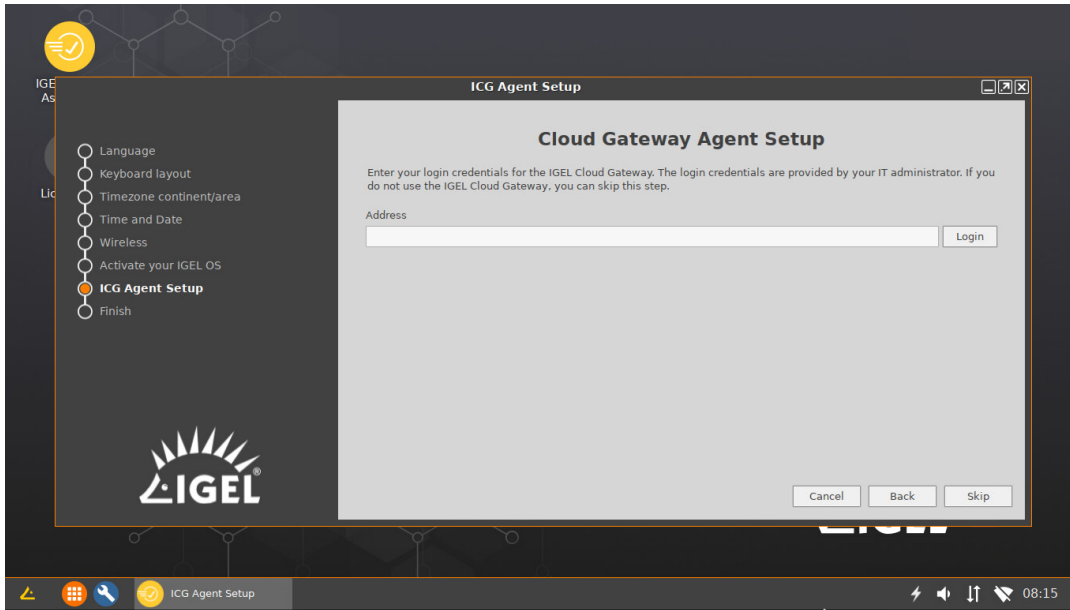 IGE
As
Lic
ICG Agent Setup
Language
Keyboard layout
Timezone continent/area
Time and Date
Wireless
Activate your IGEL OS
ICG Agent Setup
Finish
IGEL®
Cloud Gateway Agent Setup
Enter your login credentials for the IGEL Cloud Gateway. The login credentials are provided by your IT administrator. If you
do not use the IGEL Cloud Gateway, you can skip this step.
Address
Login
Cancel Back Skip
ICG Agent Setup
08:15